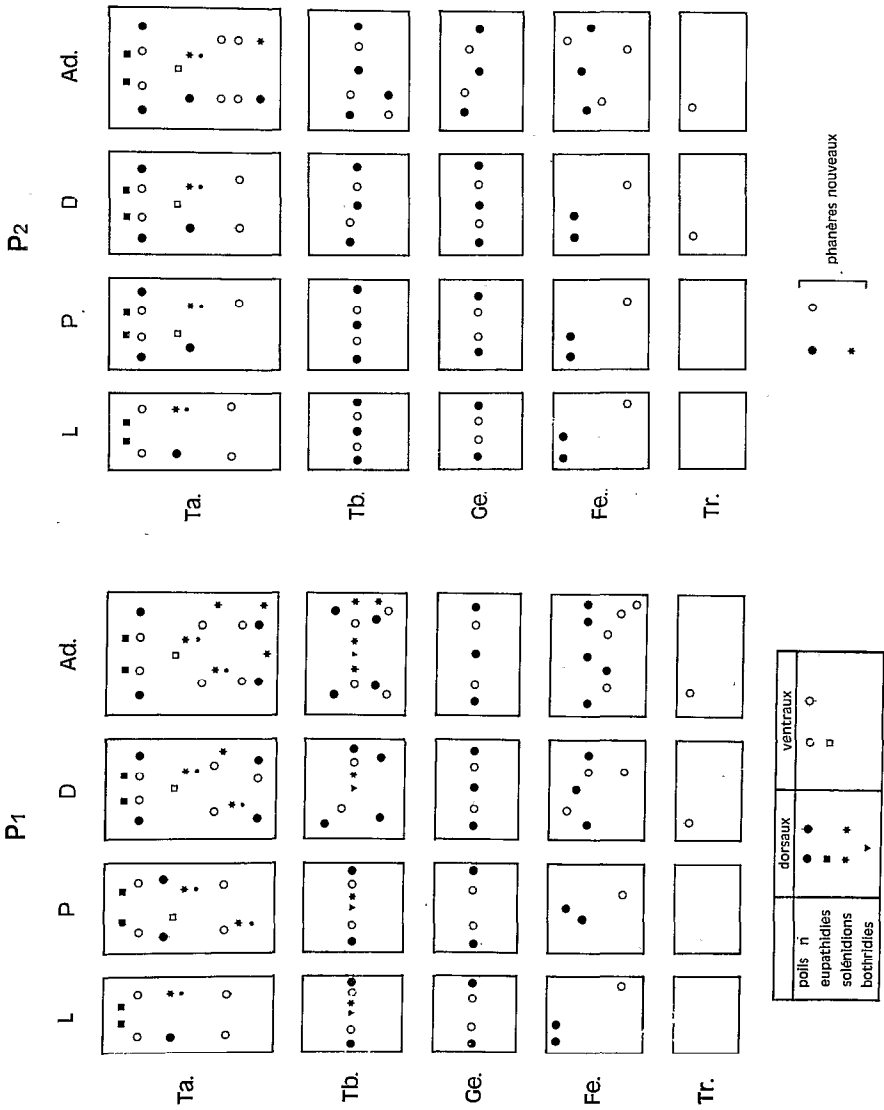 P1
L P D Ad.
Ta.
Tb.
Ge.
Fe.
Tr.
P2
L P D Ad.
Ta.
Tb.
Ge.
Fe.
Tr.
dorsaux ventraux
poils n
eupathidies
solénidions
bothridies
phanères nouveaux